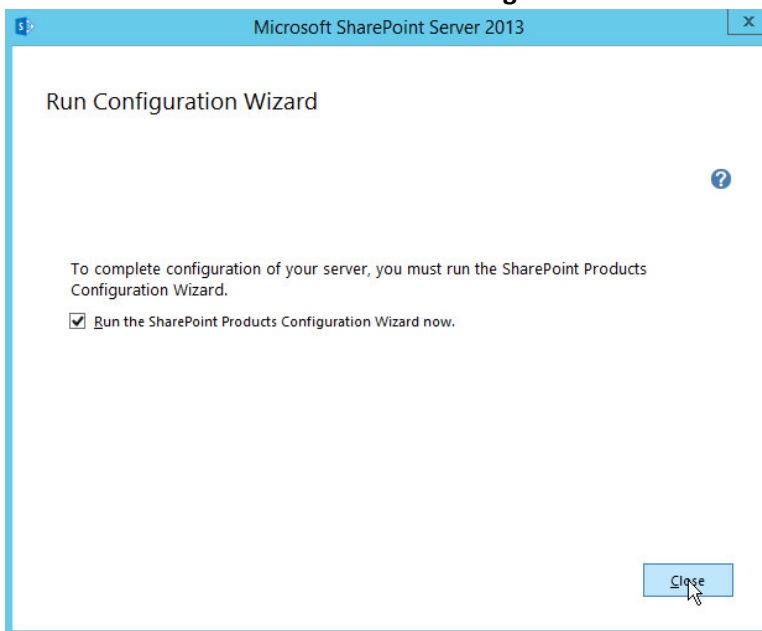 Microsoft SharePoint Server 2013
x
Run Configuration Wizard
?
To complete configuration of your server, you must run the SharePoint Products
Configuration Wizard.
Run the SharePoint Products Configuration Wizard now.
Close